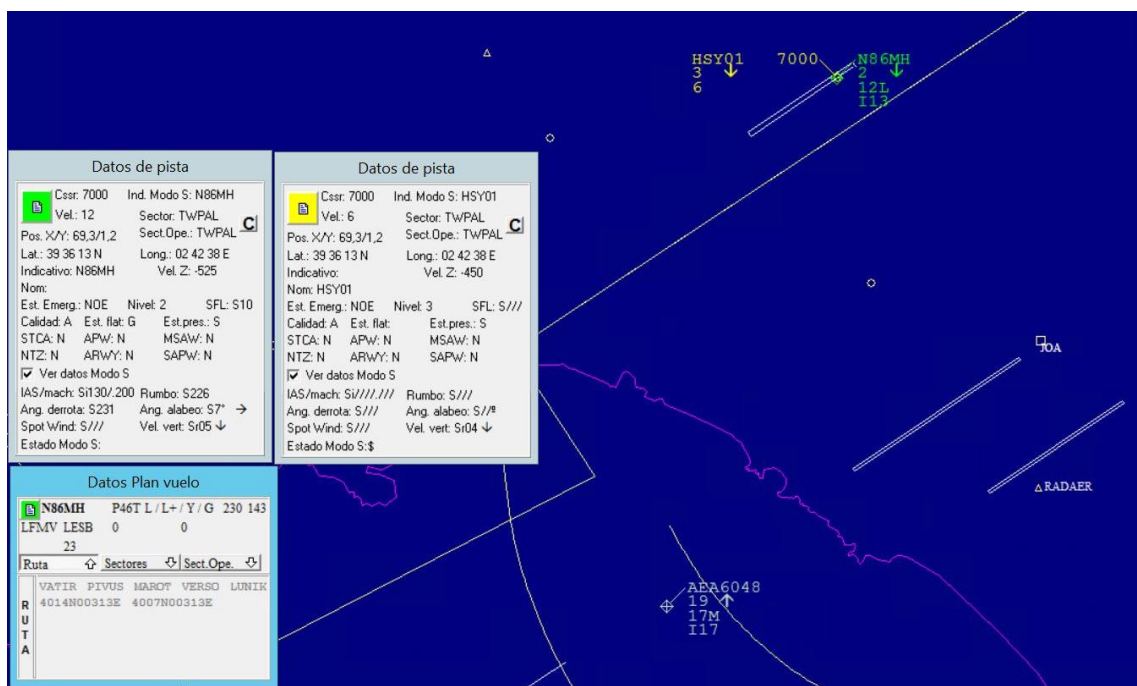 HSY01
3
6
7000
N86MH
2
12L
I13
Datos de pista
Cssr: 7000 Ind. Modo S: N86MH
Vel.: 12 Sector: TWPAL
C
Pos. X/Y: 69,3/1,2 Sect.Ope.: TWPAL
Lat.: 39 36 13 N Long.: 02 42 38 E
Indicativo: N86MH Vel. Z: -525
Nom:
Est. Emerg.: NOE Nivel: 2 SFL: S10
Calidad: A Est. flat: G Est.pres.: S
STCA: N APW: N MSAW: N
NTZ: N ARWY: N SAPW: N
Ver datos Modo S
IAS/mach: Si130/.200 Rumbo: S226
Ang. derrota: S231 Ang. alabeo: S7° →
Spot Wind: S/// Vel. vert: Sr05 ↓
Estado Modo S:
Datos de pista
Cssr: 7000 Ind. Modo S: HSY01
Vel.: 6 Sector: TWPAL
C
Pos. X/Y: 69,3/1,2 Sect.Ope.: TWPAL
Lat.: 39 36 13 N Long.: 02 42 38 E
Indicativo: Vel. Z: -450
Nom: HSY01
Est. Emerg.: NOE Nivel: 3 SFL: S///
Calidad: A Est. flat: Est.pres.: S
STCA: N APW: N MSAW: N
NTZ: N ARWY: N SAPW: N
Ver datos Modo S
IAS/mach: Si////./// Rumbo: S///
Ang. derrota: S/// Ang. alabeo: S//º
Spot Wind: S/// Vel. vert: Sr04 ↓
Estado Modo S:$
JOA
RADAER
Datos Plan vuelo
N86MH P46T L / L+ / Y / G 230 143
LFMV LESB 0 0
23
Ruta Sectores Sect.Ope.
VATIR PIVUS MAROT VERSO LUNIK
4014N00313E 4007N00313E
RUTA
AEA6048
19
17M
I17